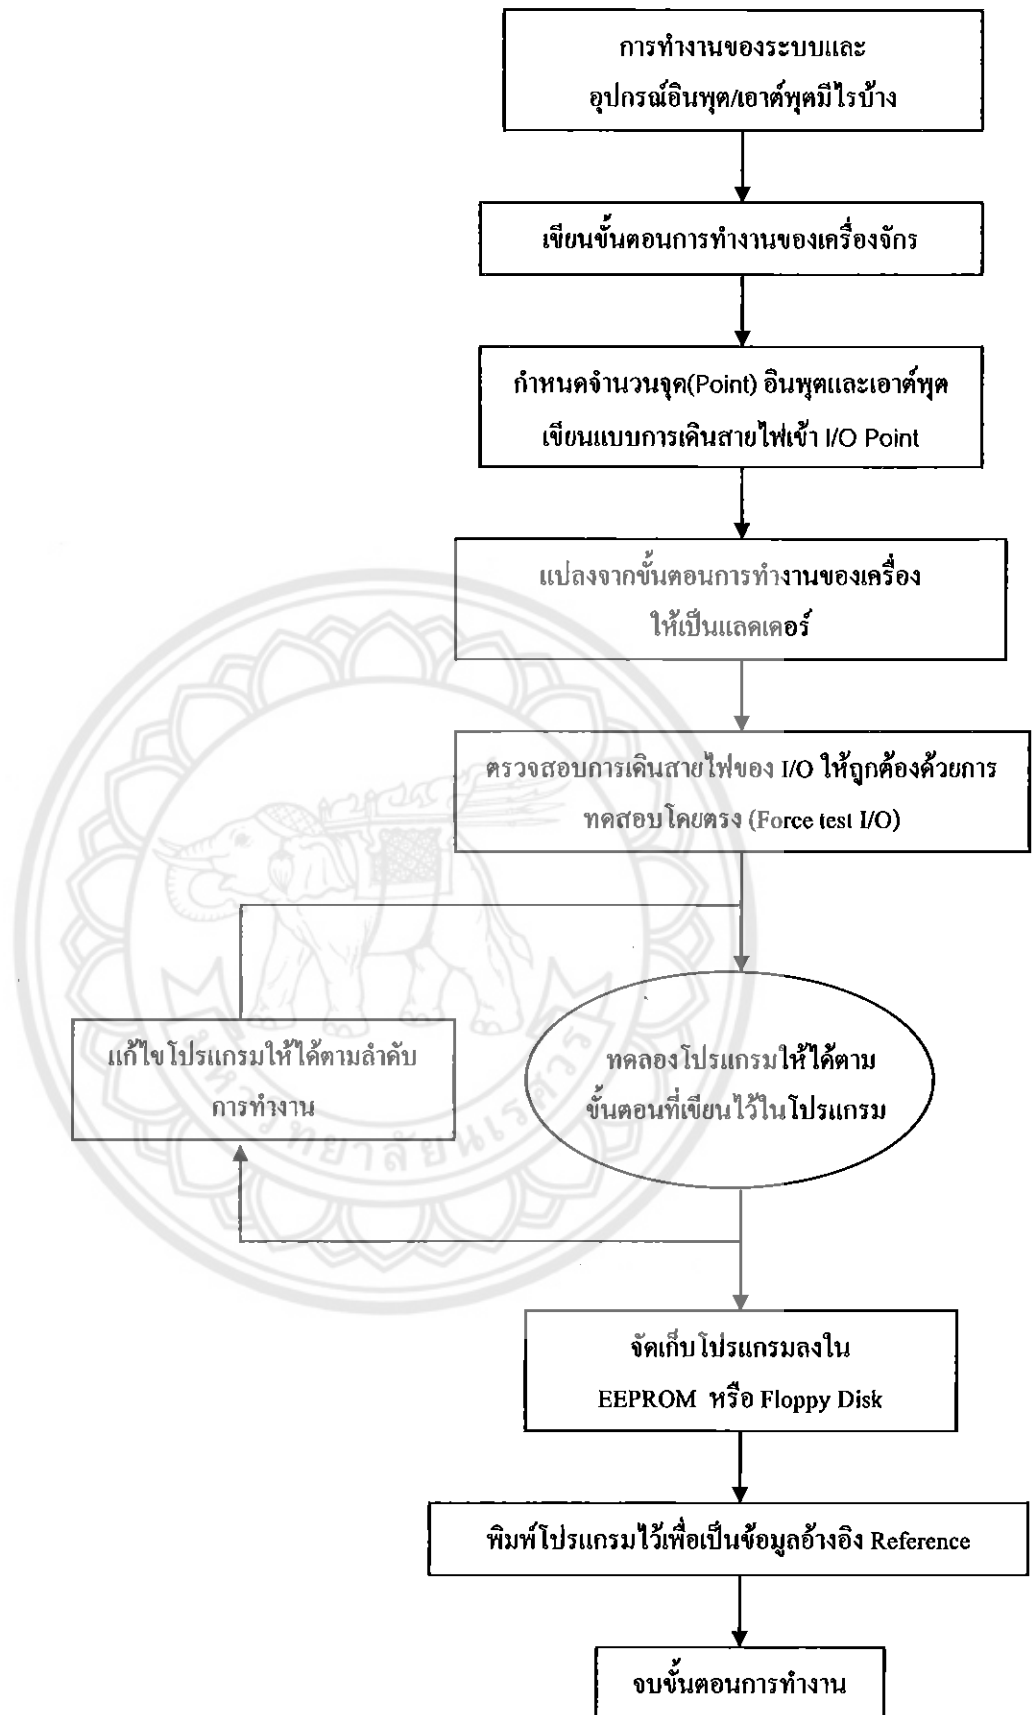 การทำงานของระบบและ
อุปกรณ์อินพุต/เอาต์พุตมีไรบ้าง
เขียนขั้นตอนการทำงานของเครื่องจักร
กำหนดจำนวนจุด(Point) อินพุตและเอาต์พุต
เขียนแบบการเดินสายไฟเข้า I/O Point
แปลงจากขั้นตอนการทำงานของเครื่อง
ให้เป็นแลดเดอร์
ตรวจสอบการเดินสายไฟของ I/O ให้ถูกต้องด้วยการ
ทดสอบโดยตรง (Force test I/O)
แก้ไขโปรแกรมให้ได้ตามลำดับ
การทำงาน
ทดลองโปรแกรมให้ได้ตาม
ขั้นตอนที่เขียนไว้ในโปรแกรม
มหาวิทยาลัยนเรศวร
จัดเก็บโปรแกรมลงใน
EEPROM หรือ Floppy Disk
พิมพ์โปรแกรมไว้เพื่อเป็นข้อมูลอ้างอิง Reference
จบขั้นตอนการทำงาน